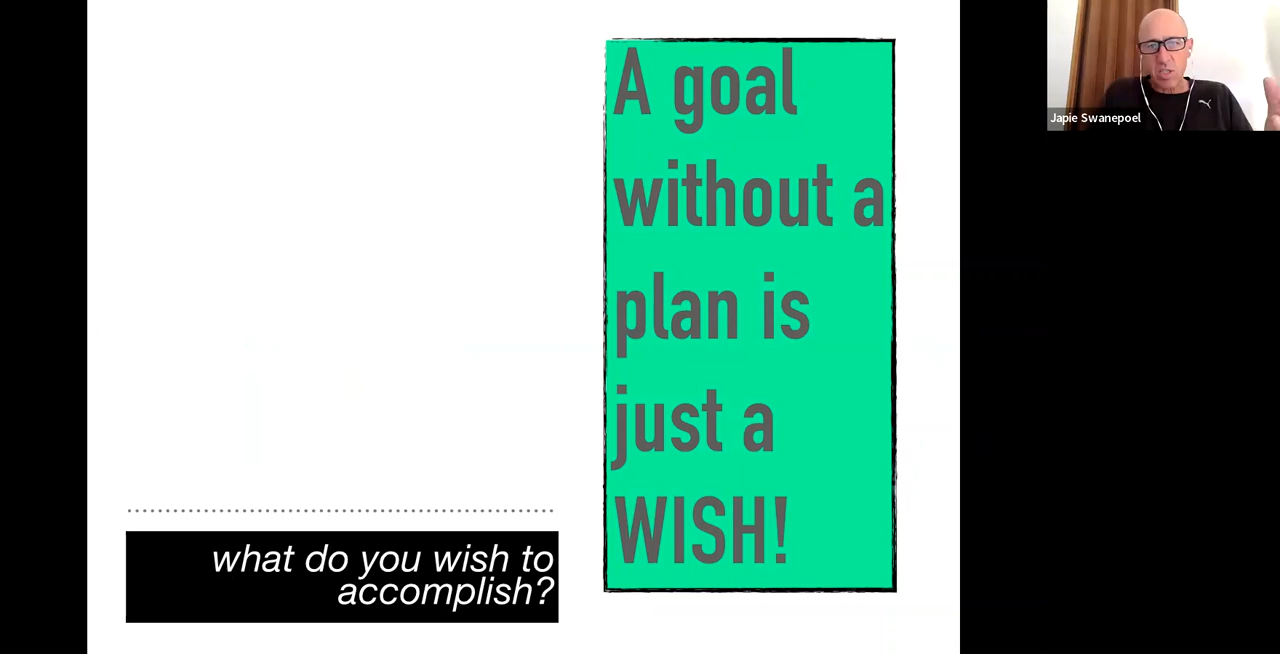 A goal
without a
plan is
just a
WISH!
what do you wish to
accomplish?
Japie Swanepoel